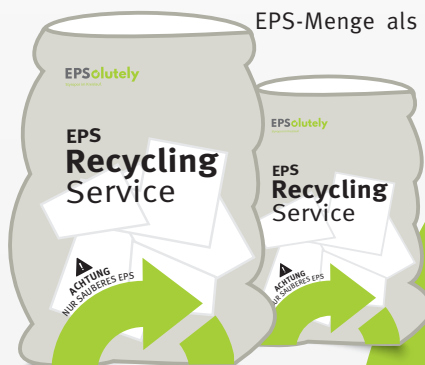 EPS-Menge als
EPSolutely
EPS
Recycling
Service
ACHTUNG
NUR SAUBERES EPS
EPSolutely
EPS
Recycling
Service
ACHTUNG
NUR SAUBERES EPS